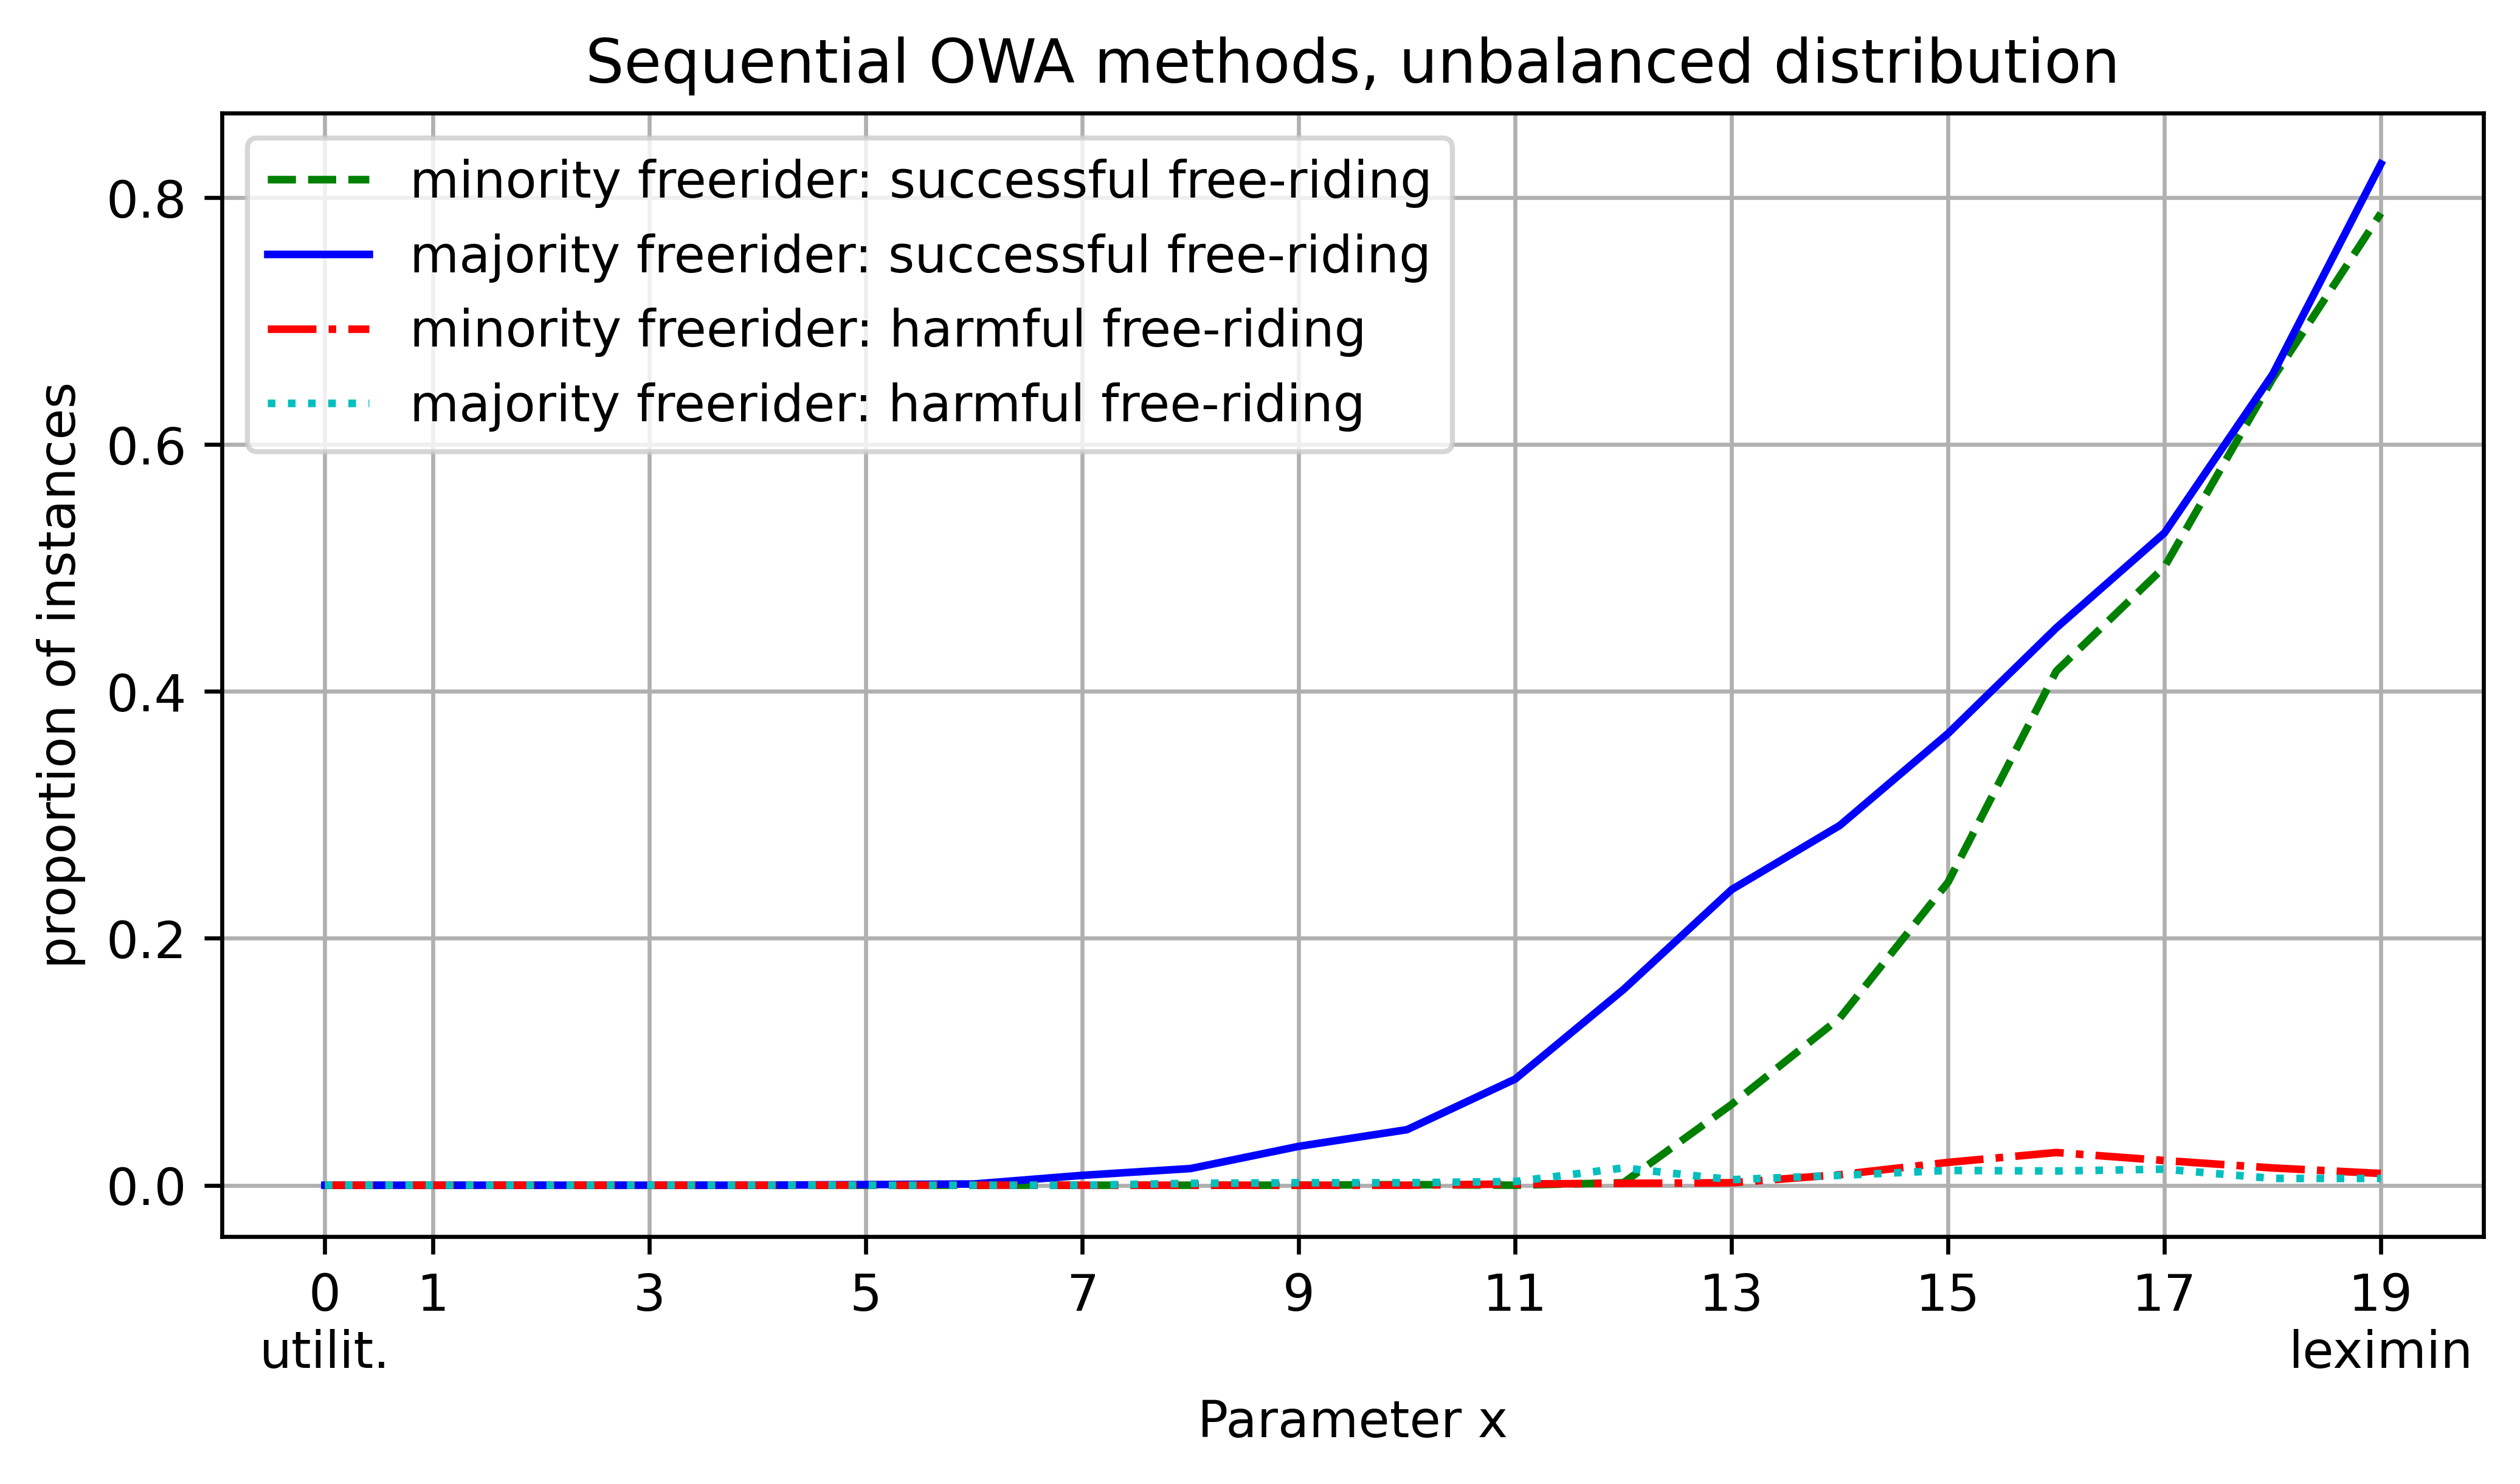 Sequential OWA methods, unbalanced distribution
minority freerider: successful free-riding
majority freerider: successful free-riding
minority freerider: harmful free-riding
majority freerider: harmful free-riding
proportion of instances
0.8
0.6
0.4
0.2
0.0
0 1 3 5 7 9 11 13 15 17 19
utilit. leximin
Parameter x